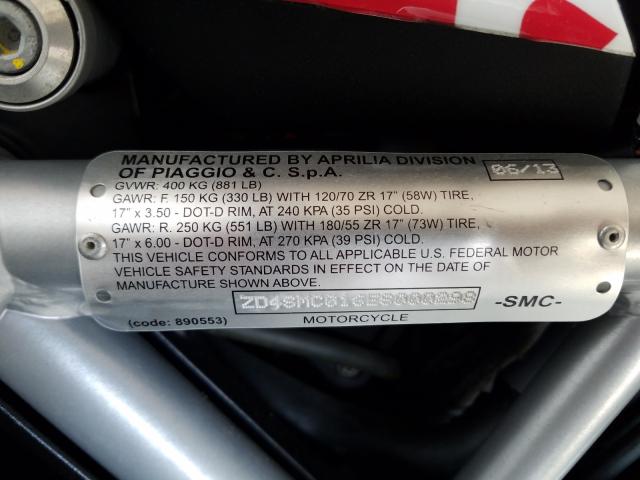 MANUFACTURED BY APRILIA DIVISION 06/13
OF PIAGGIO & C. S.p.A.
GVWR: 400 KG (881 LB)
GAWR: F. 150 KG (330 LB) WITH 120/70 ZR 17" (58W) TIRE,
17" x 3.50 - DOT-D RIM, AT 240 KPA (35 PSI) COLD.
GAWR: R. 250 KG (551 LB) WITH 180/55 ZR 17" (73W) TIRE,
17" x 6.00 - DOT-D RIM, AT 270 KPA (39 PSI) COLD.
THIS VEHICLE CONFORMS TO ALL APPLICABLE U.S. FEDERAL MOTOR
VEHICLE SAFETY STANDARDS IN EFFECT ON THE DATE OF
MANUFACTURE SHOWN ABOVE.
-SMC-
(code: 890553) MOTORCYCLE